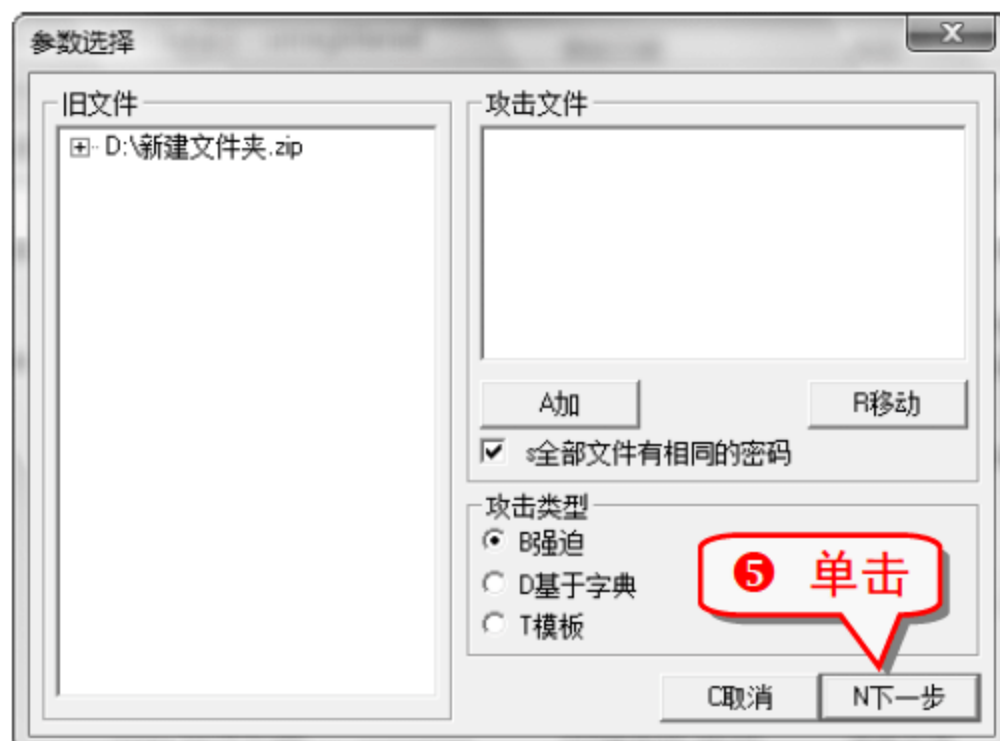 参数选择
旧文件
D:\新建文件夹.zip
攻击文件
A加
R移动
s全部文件有相同的密码
攻击类型
B强迫
D基于字典
T模板
❺ 单击
C取消
N下一步